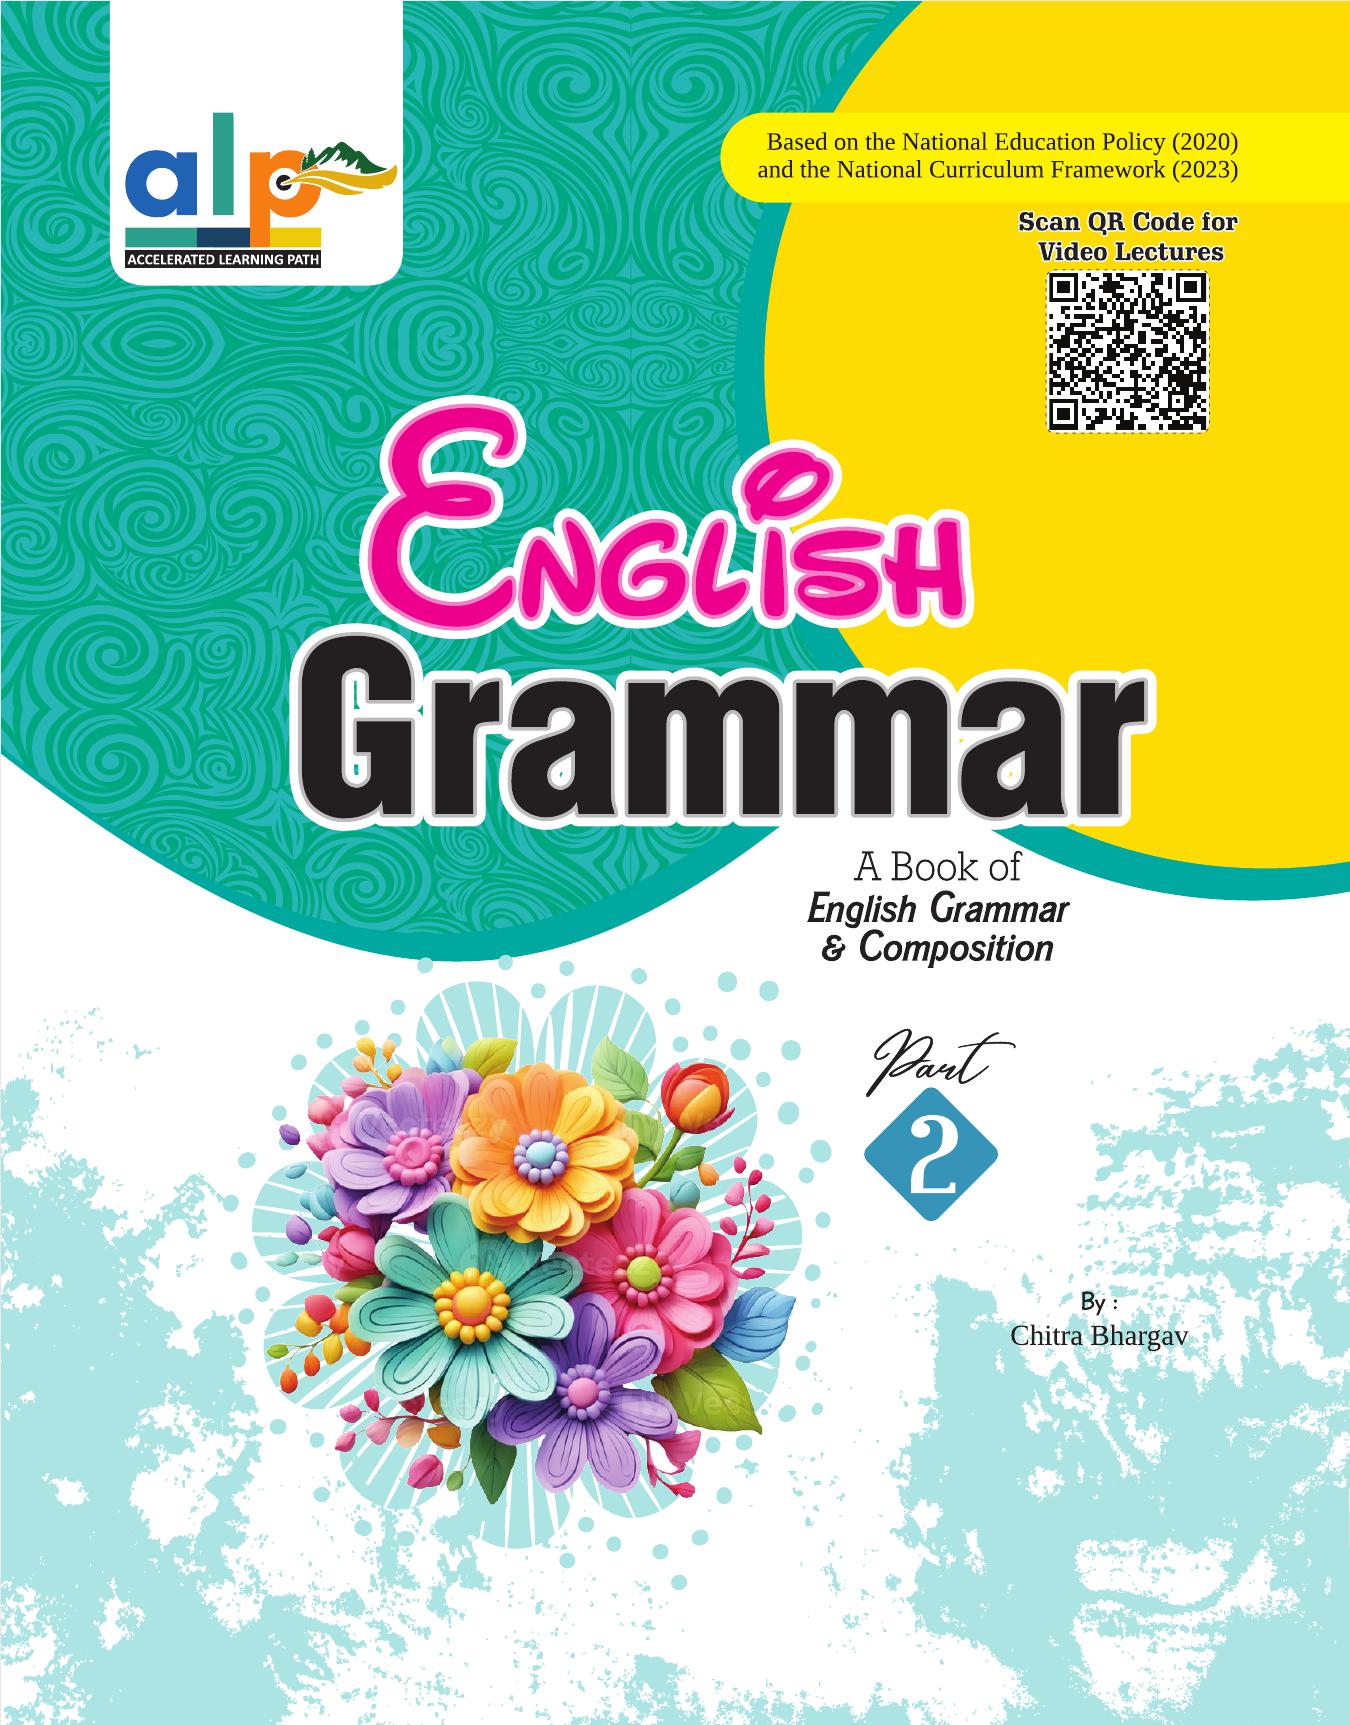 alp
ACCELERATED LEARNING PATH
Based on the National Education Policy (2020)
and the National Curriculum Framework (2023)
Scan QR Code for
Video Lectures
ENGLISH
Grammar
A Book of
English Grammar
& Composition
Part
2
By :
Chitra Bhargav